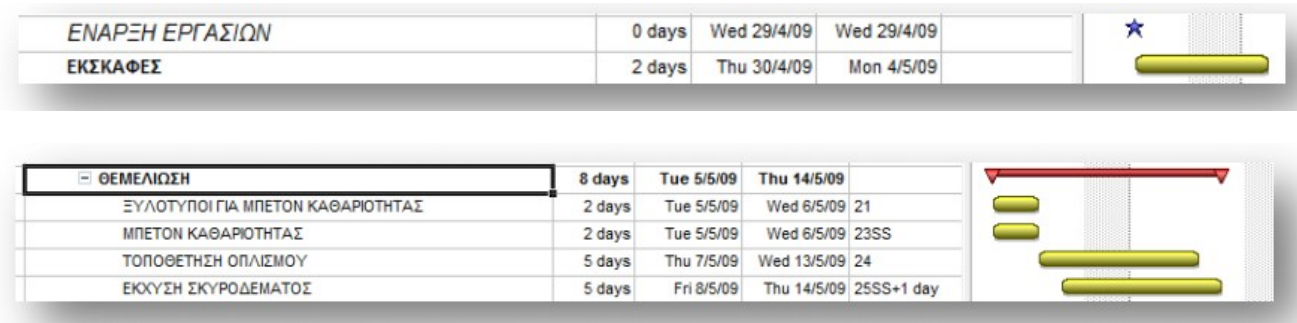 ΕΝΑΡΞΗ ΕΡΓΑΣΙΩΝ 0 days Wed 29/4/09 Wed 29/4/09
ΕΚΣΚΑΦΕΣ 2 days Thu 30/4/09 Mon 4/5/09
ΘΕΜΕΛΙΩΣΗ 8 days Tue 5/5/09 Thu 14/5/09
ΞΥΛΟΤΥΠΟΙ ΓΙΑ ΜΠΕΤΟΝ ΚΑΘΑΡΙΟΤΗΤΑΣ 2 days Tue 5/5/09 Wed 6/5/09 21
ΜΠΕΤΟΝ ΚΑΘΑΡΙΟΤΗΤΑΣ 2 days Tue 5/5/09 Wed 6/5/09 23SS
ΤΟΠΟΘΕΤΗΣΗ ΟΠΛΙΣΜΟΥ 5 days Thu 7/5/09 Wed 13/5/09 24
ΕΚΧΥΣΗ ΣΚΥΡΟΔΕΜΑΤΟΣ 5 days Fri 8/5/09 Thu 14/5/09 25SS+1 day